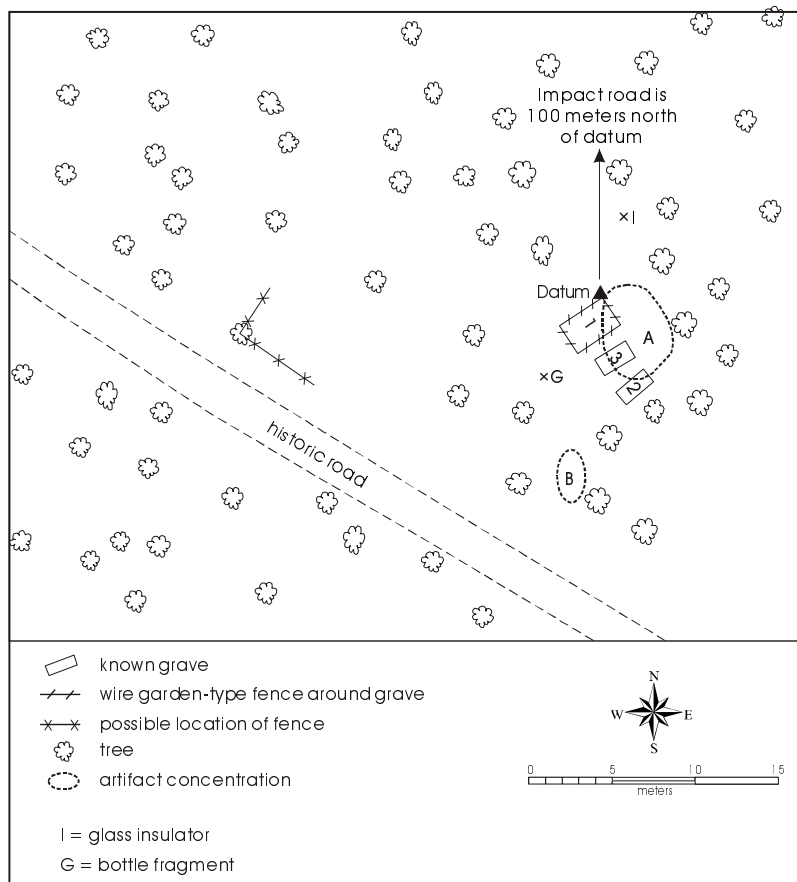 Impact road is
100 meters north
of datum
×I
Datum
1
A
3
2
×G
historic road
B
known grave
wire garden-type fence around grave
possible location of fence
tree
artifact concentration
I = glass insulator
G = bottle fragment
N
W E
S
0 5 10 15
meters